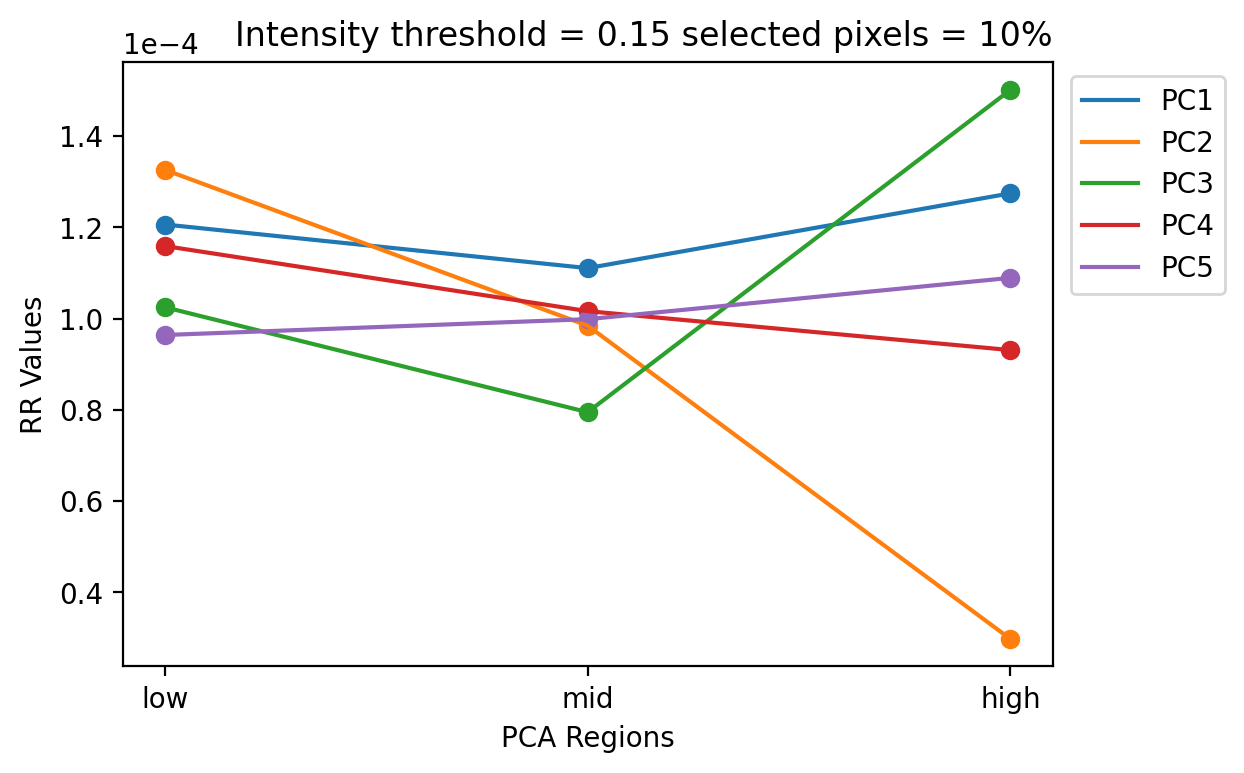 Intensity threshold = 0.15 selected pixels = 10%
1e−4
1.4
1.2
1.0
0.8
0.6
0.4
RR Values
low mid high
PCA Regions
PC1
PC2
PC3
PC4
PC5